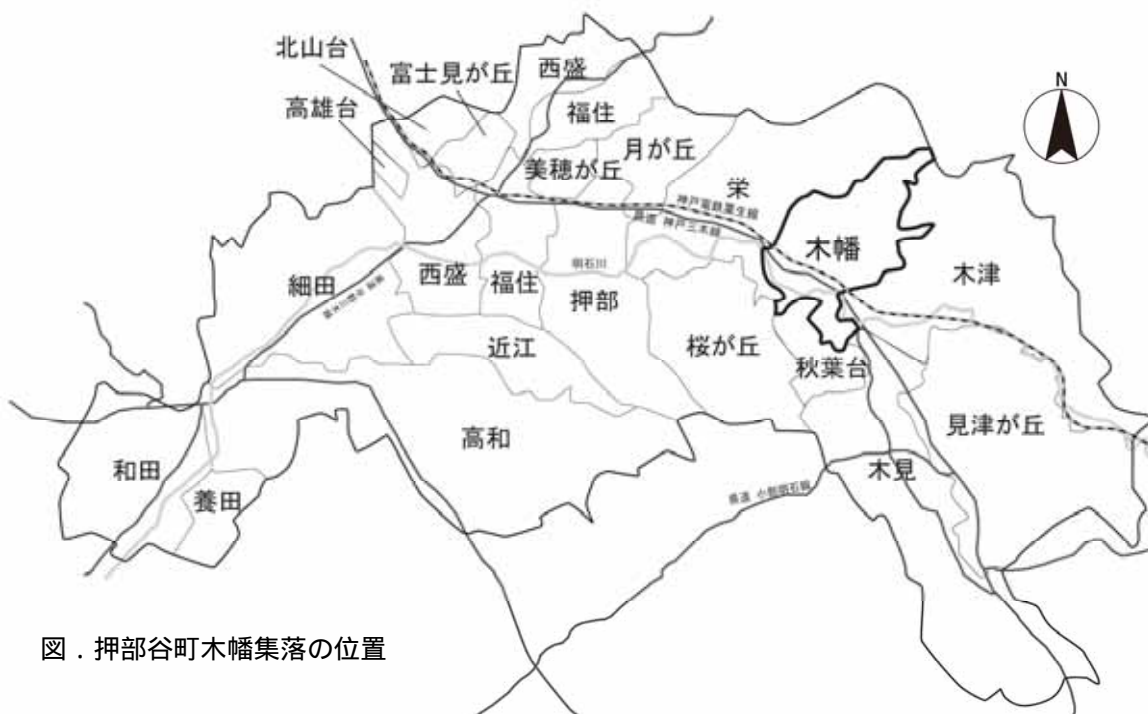 北山台
富士見が丘
西盛
高雄台
福住
月が丘
美穂が丘
栄
神戸電鉄粟生線
県道 神戸三木線
木幡
木津
細田
西盛
福住
明石川
押部
近江
桜が丘
秋葉台
高和
見津が丘
和田
木見
養田
県道 小部明石線
図．押部谷町木幡集落の位置
N